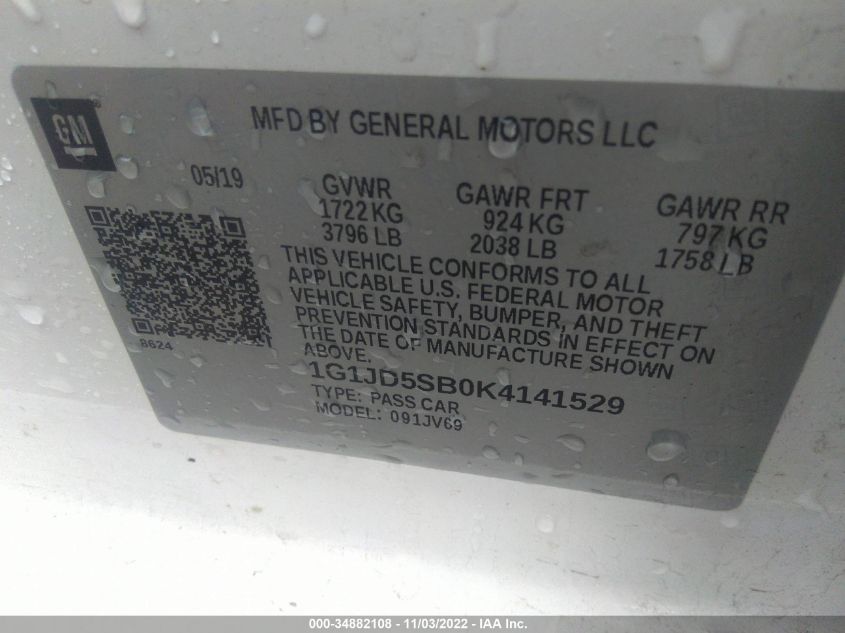 GM
MFD BY GENERAL MOTORS LLC
05/19
GVWR
1722 KG
3796 LB
GAWR FRT
924 KG
2038 LB
GAWR RR
797 KG
1758 LB
THIS VEHICLE CONFORMS TO ALL
APPLICABLE U.S. FEDERAL MOTOR
VEHICLE SAFETY, BUMPER, AND THEFT
PREVENTION STANDARDS IN EFFECT ON
THE DATE OF MANUFACTURE SHOWN
ABOVE.
8624
1G1JD5SB0K4141529
TYPE: PASS CAR
MODEL: 091JV69
000-34882108 - 11/03/2022 - IAA Inc.